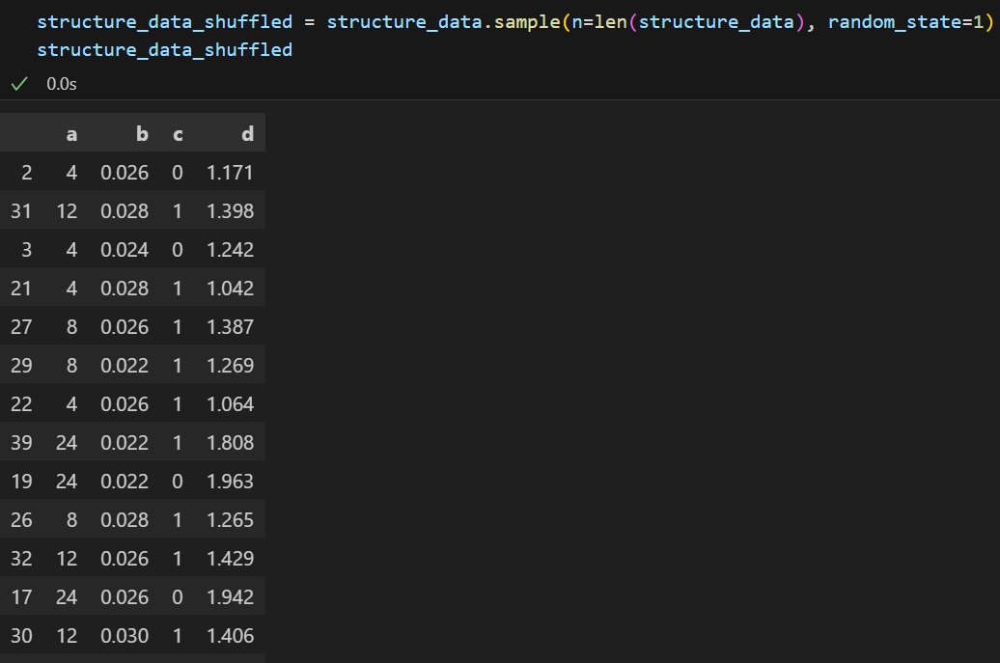 structure_data_shuffled = structure_data.sample(n=len(structure_data), random_state=1)
structure_data_shuffled
0.0s
a b c d
2 4 0.026 0 1.171
31 12 0.028 1 1.398
3 4 0.024 0 1.242
21 4 0.028 1 1.042
27 8 0.026 1 1.387
29 8 0.022 1 1.269
22 4 0.026 1 1.064
39 24 0.022 1 1.808
19 24 0.022 0 1.963
26 8 0.028 1 1.265
32 12 0.026 1 1.429
17 24 0.026 0 1.942
30 12 0.030 1 1.406